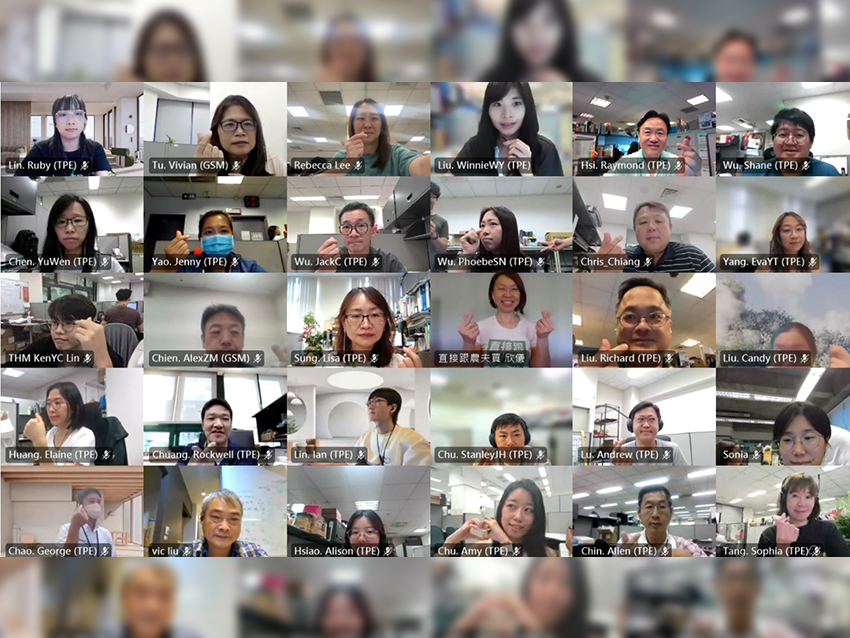 Lin. Ruby (TPE)
Tu. Vivian (GSM)
Rebecca Lee
Liu. WinnieWY (TPE)
Hsi. Raymond (TPE)
Wu. Shane (TPE)
Chen. YuWen (TPE)
Yao. Jenny (TPE)
Wu. JackC (TPE)
Wu. PhoebeSN (TPE)
Chris_Chiang
Yang. EvaYT (TPE)
THM KenYC Lin
Chien. AlexZM (GSM)
Sung. Lisa (TPE)
直接跟
直接跟農夫買 欣優
Liu. Richard (TPE)
Liu. Candy (TPE)
Huang. Elaine (TPE)
Chuang. Rockwell (TPE)
Lin. Ian (TPE)
Chu. StanleyJH (TPE)
Lu. Andrew (TPE)
Sonia
Chao. George (TPE)
vic liu
Hsiao. Alison (TPE)
Chu. Amy (TPE)
Chin. Allen (TPE)
Tang. Sophia (TPE)